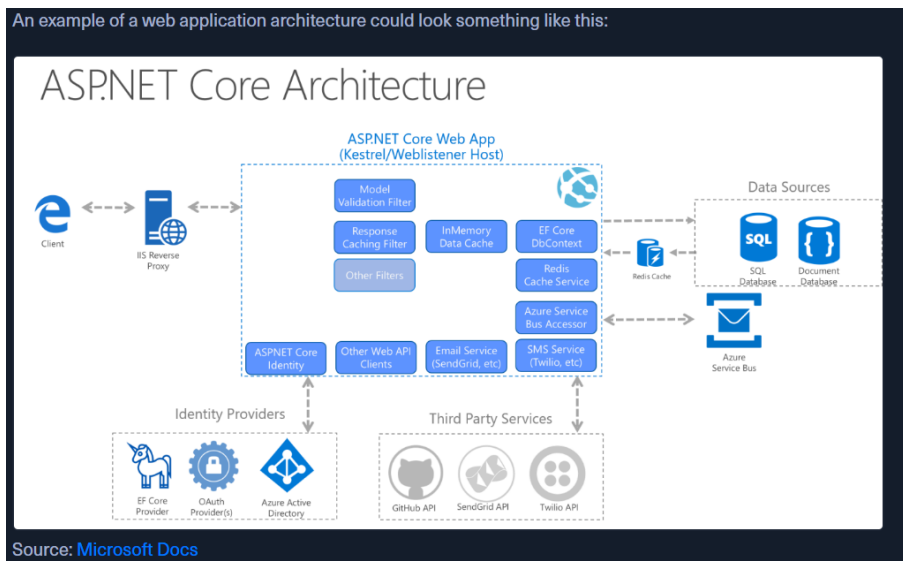 An example of a web application architecture could look something like this:
ASP.NET Core Architecture
ASP.NET Core Web App
(Kestrel/Weblistener Host)
Model
Validation Filter
Response
Caching Filter
Other Filters
InMemory
Data Cache
EF Core
DbContext
Redis
Cache Service
Azure Service
Bus Accessor
ASP.NET Core
Identity
Other Web API
Clients
Email Service
(SendGrid, etc)
SMS Service
(Twilio, etc)
Client
IIS Reverse
Proxy
Data Sources
SQL
SQL
Database
Document
Database
Redis Cache
Azure
Service Bus
Identity Providers
EF Core
Provider
OAuth
Provider(s)
Azure Active
Directory
Third Party Services
GitHub API
SendGrid API
Twilio API
Source: Microsoft Docs